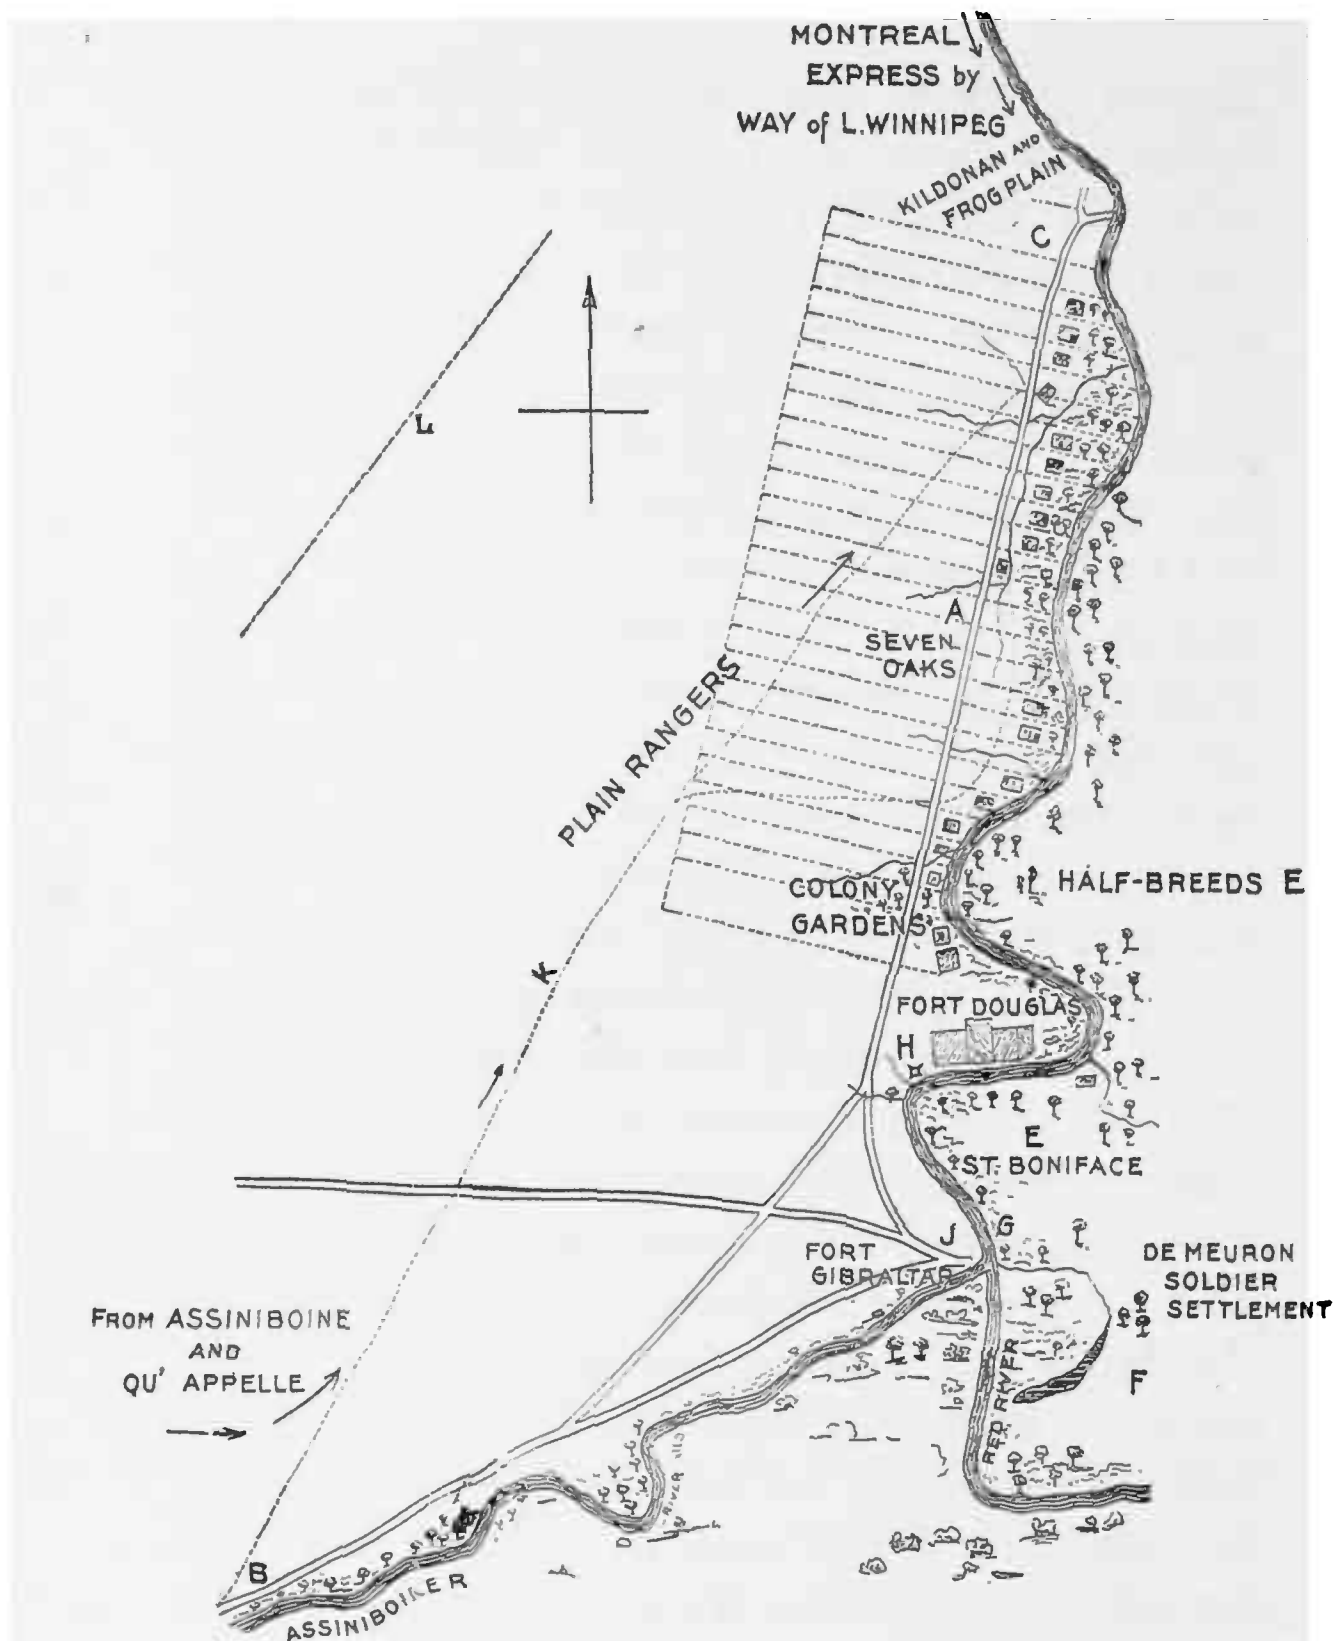 MONTREAL
EXPRESS by
WAY of L. WINNIPEG
KILDONAN AND
FROG PLAIN
C
L
A
SEVEN
OAKS
PLAIN RANGERS
COLONY
GARDENS
HALF-BREEDS E
K
FORT DOUGLAS
H
E
ST. BONIFACE
J
G
FORT
GIBRALTAR
DE MEURON
SOLDIER
SETTLEMENT
FROM ASSINIBOINE
AND
QU' APPELLE
RED RIVER
F
B
D
ASSINIBOINE R